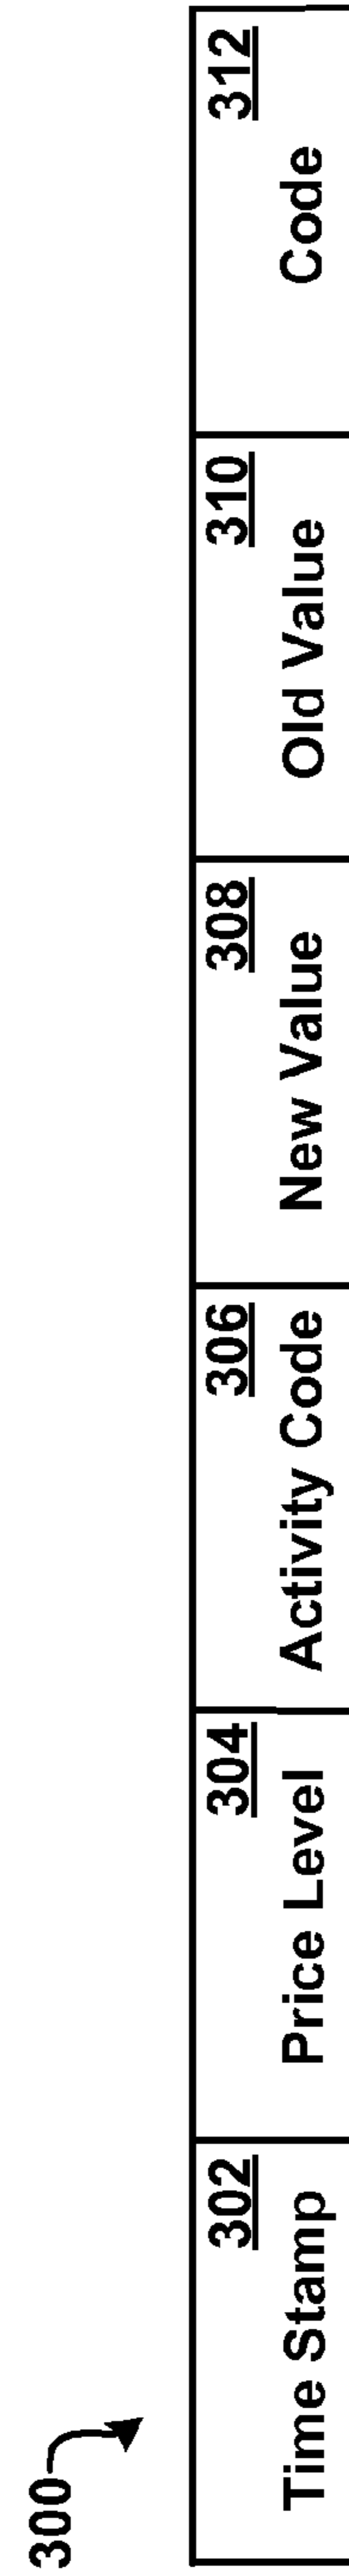 300
302
Time Stamp
304
Price Level
306
Activity Code
308
New Value
310
Old Value
312
Code